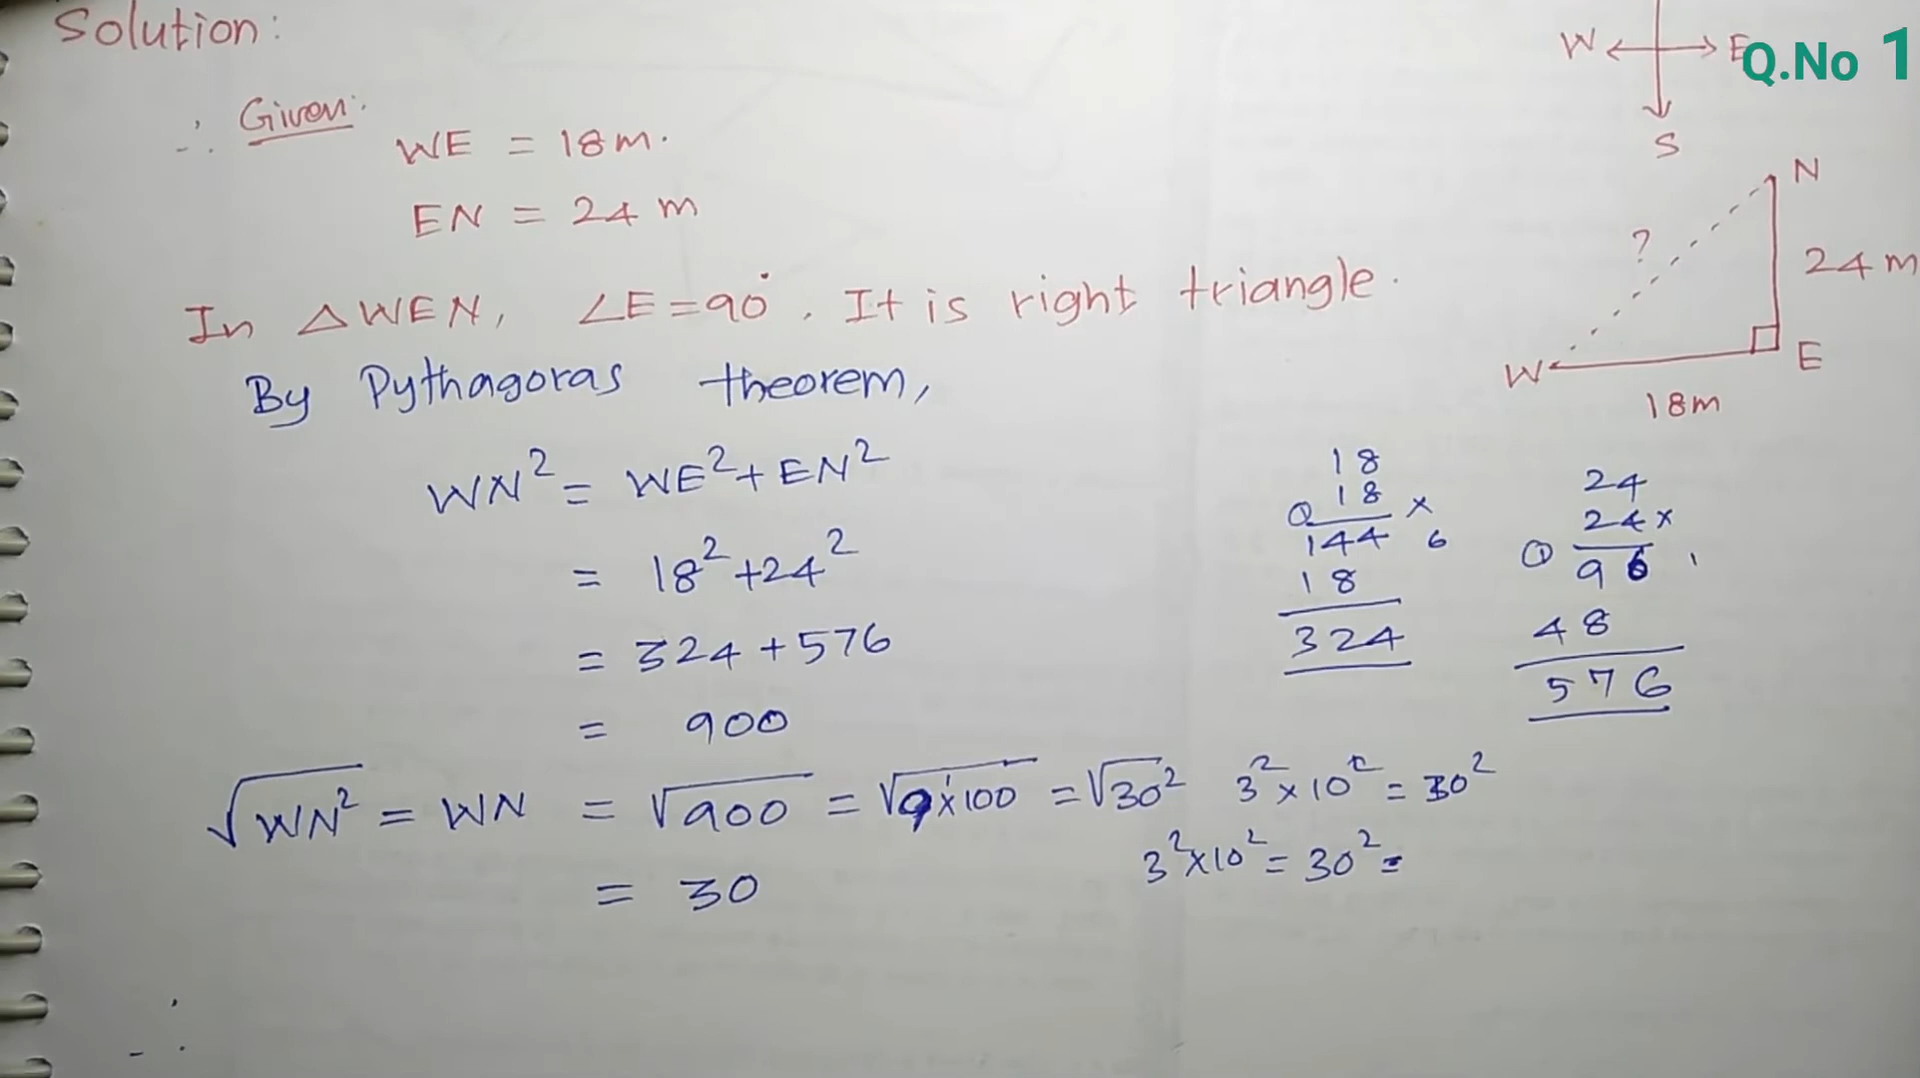 Solution:
W E Q.No 1
S
∴ Given:
WE = 18m.
EN = 24 m
N
?
24 m
W E
18m
In △WEN, ∠E=90°. It is right triangle.
By Pythagoras theorem,
WN² = WE²+EN²
= 18²+24²
= 324+576
= 900
18
18 ×
144 6
18
324
24
24×
① 96
48
576
√WN² = WN = √900 = √9×100 = √30² 3²×10² = 30²
3²×10² = 30² =
= 30
∴